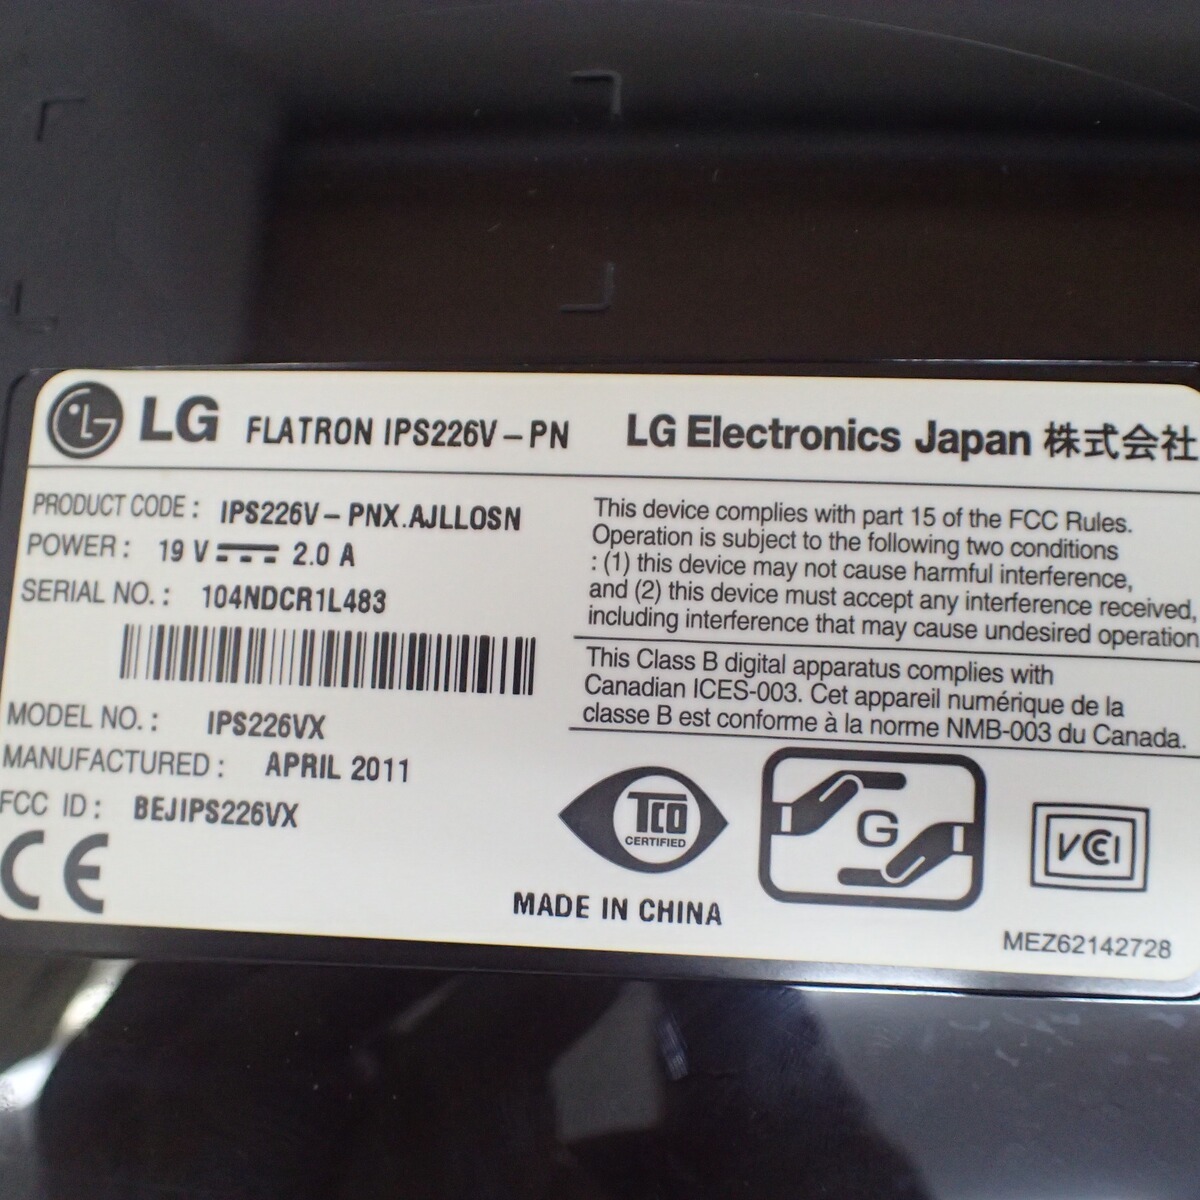 LG FLATRON IPS226V-PN LG Electronics Japan 株式会社
PRODUCT CODE : IPS226V-PNX.AJLLOSN
POWER : 19 V 2.0 A
SERIAL NO. : 104NDCR1L483
MODEL NO. : IPS226VX
MANUFACTURED : APRIL 2011
FCC ID : BEJIPS226VX
CE
This device complies with part 15 of the FCC Rules.
Operation is subject to the following two conditions
: (1) this device may not cause harmful interference,
and (2) this device must accept any interference received,
including interference that may cause undesired operation
This Class B digital apparatus complies with
Canadian ICES-003. Cet appareil numérique de la
classe B est conforme à la norme NMB-003 du Canada.
TCO
CERTIFIED
G
VCCI
MADE IN CHINA
MEZ62142728